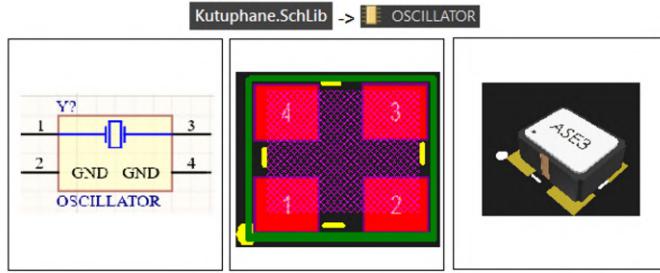 Kutuphane.SchLib -> OSCILLATOR
Y?
1 3
2 GND GND 4
OSCILLATOR
4 3
1 2
ASE3